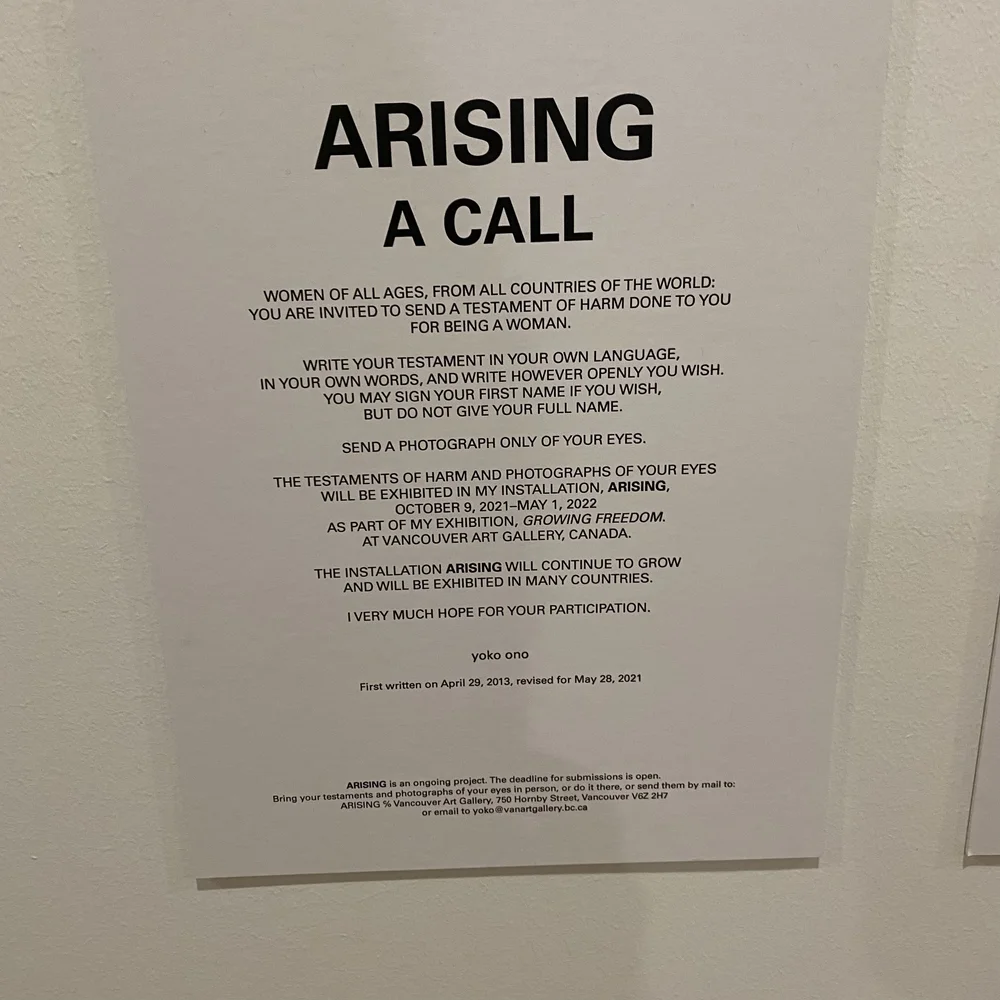 ARISING
A CALL
WOMEN OF ALL AGES, FROM ALL COUNTRIES OF THE WORLD:
YOU ARE INVITED TO SEND A TESTAMENT OF HARM DONE TO YOU
FOR BEING A WOMAN.
WRITE YOUR TESTAMENT IN YOUR OWN LANGUAGE,
IN YOUR OWN WORDS, AND WRITE HOWEVER OPENLY YOU WISH.
YOU MAY SIGN YOUR FIRST NAME IF YOU WISH,
BUT DO NOT GIVE YOUR FULL NAME.
SEND A PHOTOGRAPH ONLY OF YOUR EYES.
THE TESTAMENTS OF HARM AND PHOTOGRAPHS OF YOUR EYES
WILL BE EXHIBITED IN MY INSTALLATION, ARISING,
OCTOBER 9, 2021–MAY 1, 2022
AS PART OF MY EXHIBITION, GROWING FREEDOM.
AT VANCOUVER ART GALLERY, CANADA.
THE INSTALLATION ARISING WILL CONTINUE TO GROW
AND WILL BE EXHIBITED IN MANY COUNTRIES.
I VERY MUCH HOPE FOR YOUR PARTICIPATION.
yoko ono
First written on April 29, 2013, revised for May 28, 2021
ARISING is an ongoing project. The deadline for submissions is open.
Bring your testaments and photographs of your eyes in person, or do it there, or send them by mail to:
ARISING ℅ Vancouver Art Gallery, 750 Hornby Street, Vancouver V6Z 2H7
or email to yoko@vanartgallery.bc.ca